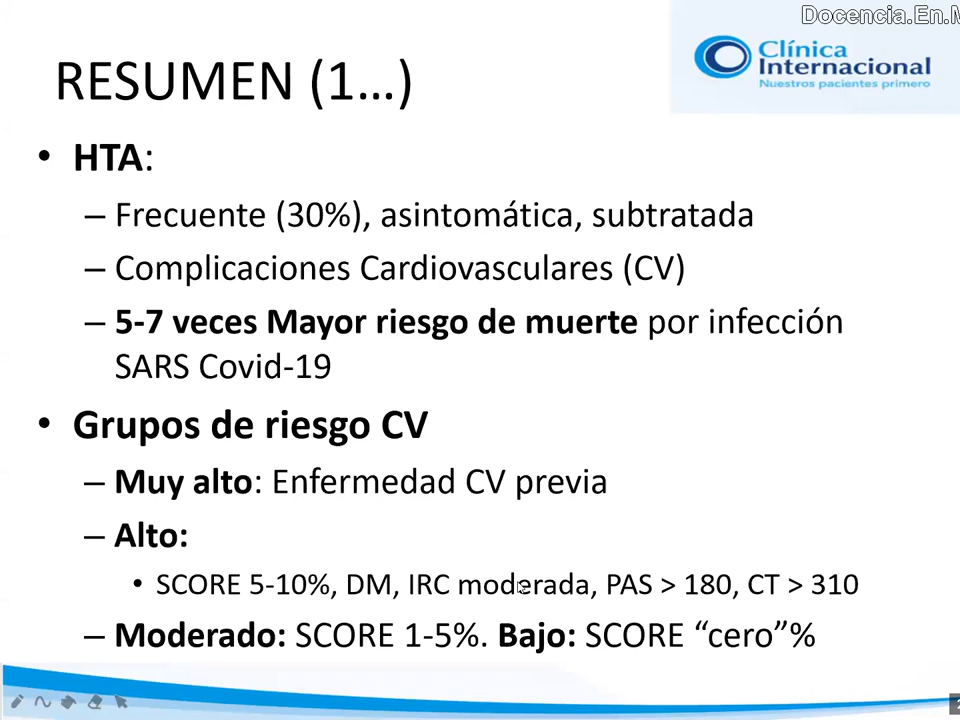 Docencia.En.M
Clínica
Internacional
Nuestros pacientes primero
RESUMEN (1...)
• HTA:
– Frecuente (30%), asintomática, subtratada
– Complicaciones Cardiovasculares (CV)
– 5-7 veces Mayor riesgo de muerte por infección
SARS Covid-19
• Grupos de riesgo CV
– Muy alto: Enfermedad CV previa
– Alto:
• SCORE 5-10%, DM, IRC moderada, PAS > 180, CT > 310
– Moderado: SCORE 1-5%. Bajo: SCORE “cero”%